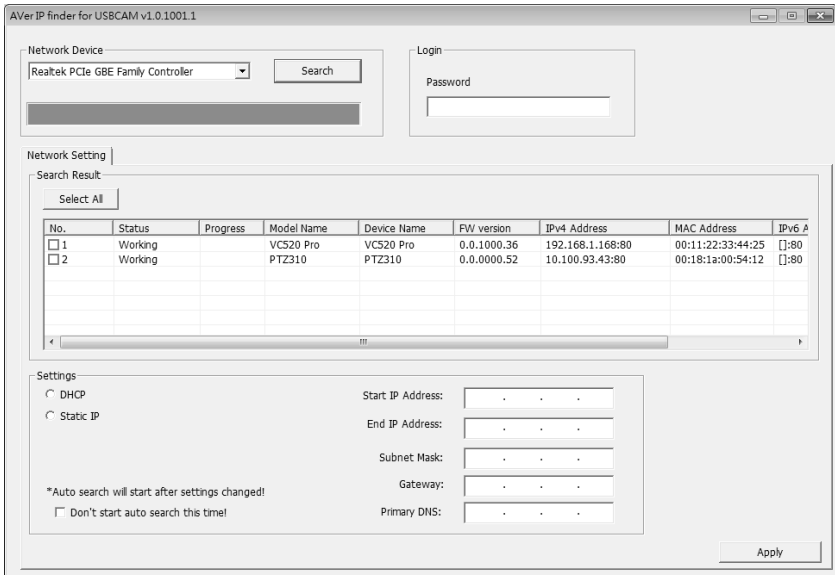 AVer IP finder for USBCAM v1.0.1001.1
Network Device
Login
Realtek PCIe GBE Family Controller
Search
Password
Network Setting
Search Result
Select All
No. Status Progress Model Name Device Name FW version IPv4 Address MAC Address IPv6 A
1 Working VC520 Pro VC520 Pro 0.0.1000.36 192.168.1.168:80 00:11:22:33:44:25 []:80
2 Working PTZ310 PTZ310 0.0.0000.52 10.100.93.43:80 00:18:1a:00:54:12 []:80
Settings
DHCP
Start IP Address: . . .
Static IP
End IP Address: . . .
Subnet Mask: . . .
Gateway: . . .
*Auto search will start after settings changed!
Don't start auto search this time!
Primary DNS: . . .
Apply